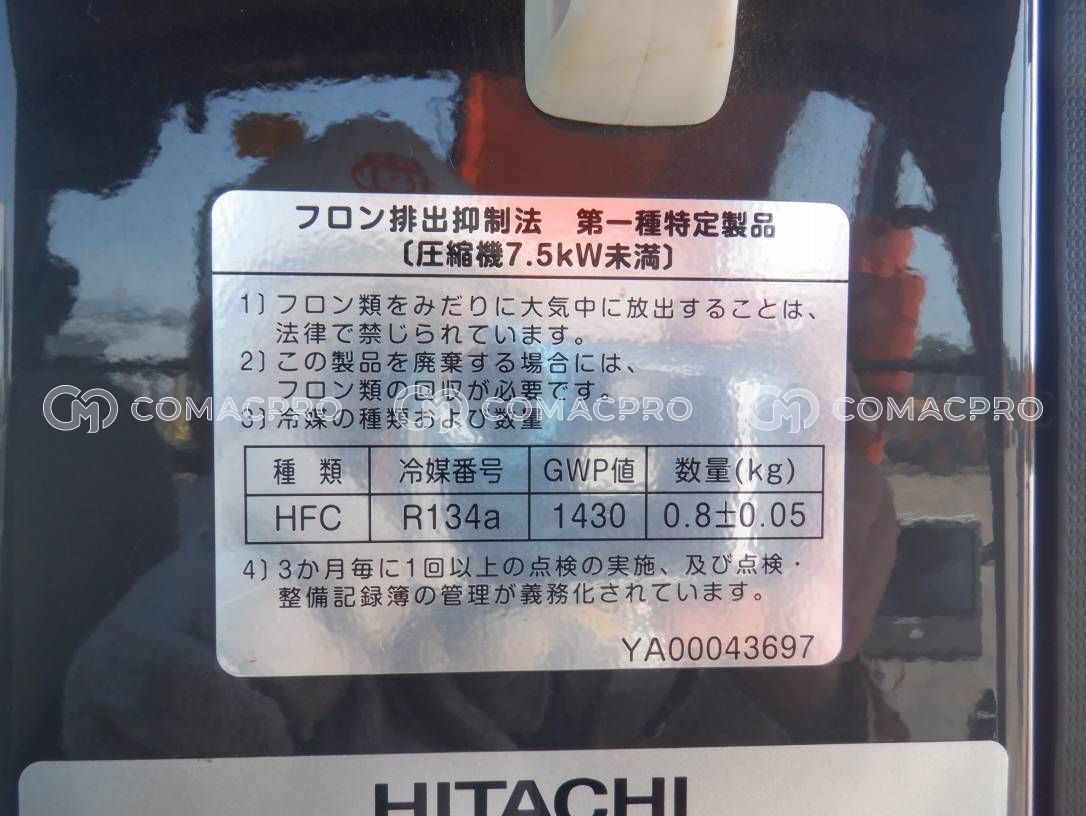 フロン排出抑制法　第一種特定製品
〔圧縮機7.5kW未満〕
1) フロン類をみだりに大気中に放出することは、
法律で禁じられています。
2) この製品を廃棄する場合には、
フロン類の回収が必要です。
COMACPRO COMACPRO COMACPRO
3) 冷媒の種類および数量
種類 冷媒番号 GWP値 数量(kg)
HFC R134a 1430 0.8±0.05
4) 3か月毎に1回以上の点検の実施、及び点検・
整備記録簿の管理が義務化されています。
YA00043697
HITACHI